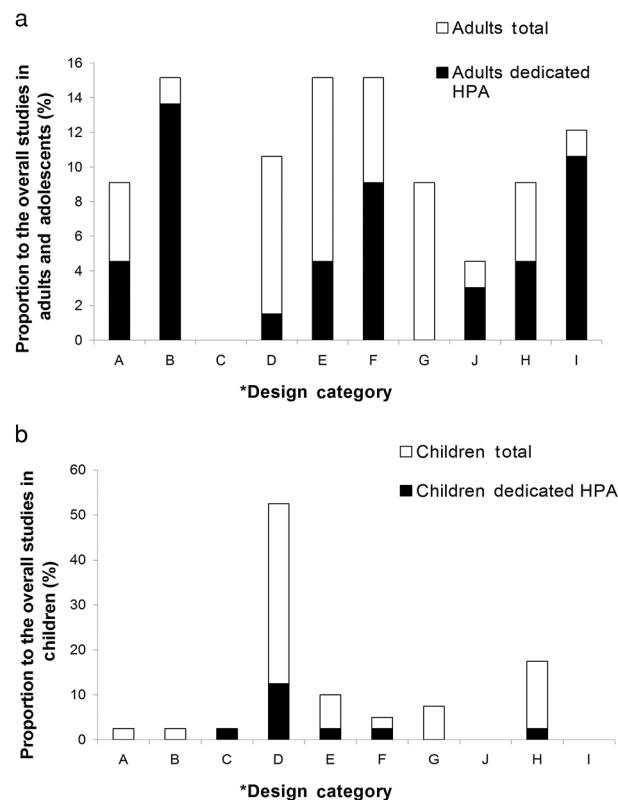 a
Adults total
Adults dedicated
HPA
Proportion to the overall studies in
adults and adolescents (%)
16
14
12
10
8
6
4
2
0
A B C D E F G J H I
*Design category
b
Children total
Children dedicated HPA
Proportion to the overall studies in
children (%)
60
50
40
30
20
10
0
A B C D E F G J H I
*Design category